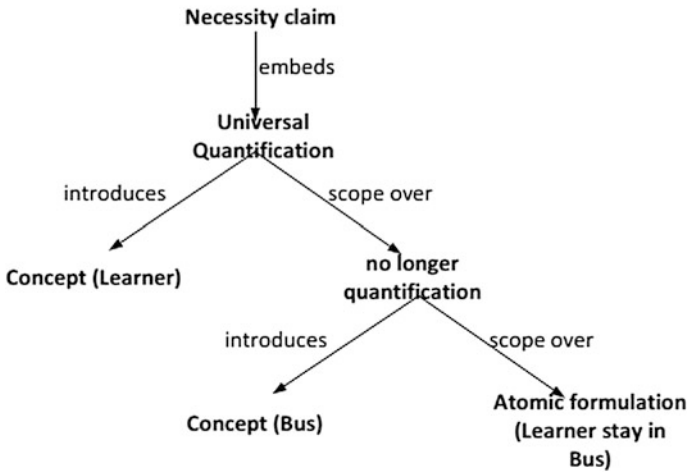 Necessity claim
embeds
Universal
Quantification
introduces
scope over
Concept (Learner)
no longer
quantification
introduces
scope over
Concept (Bus)
Atomic formulation
(Learner stay in
Bus)